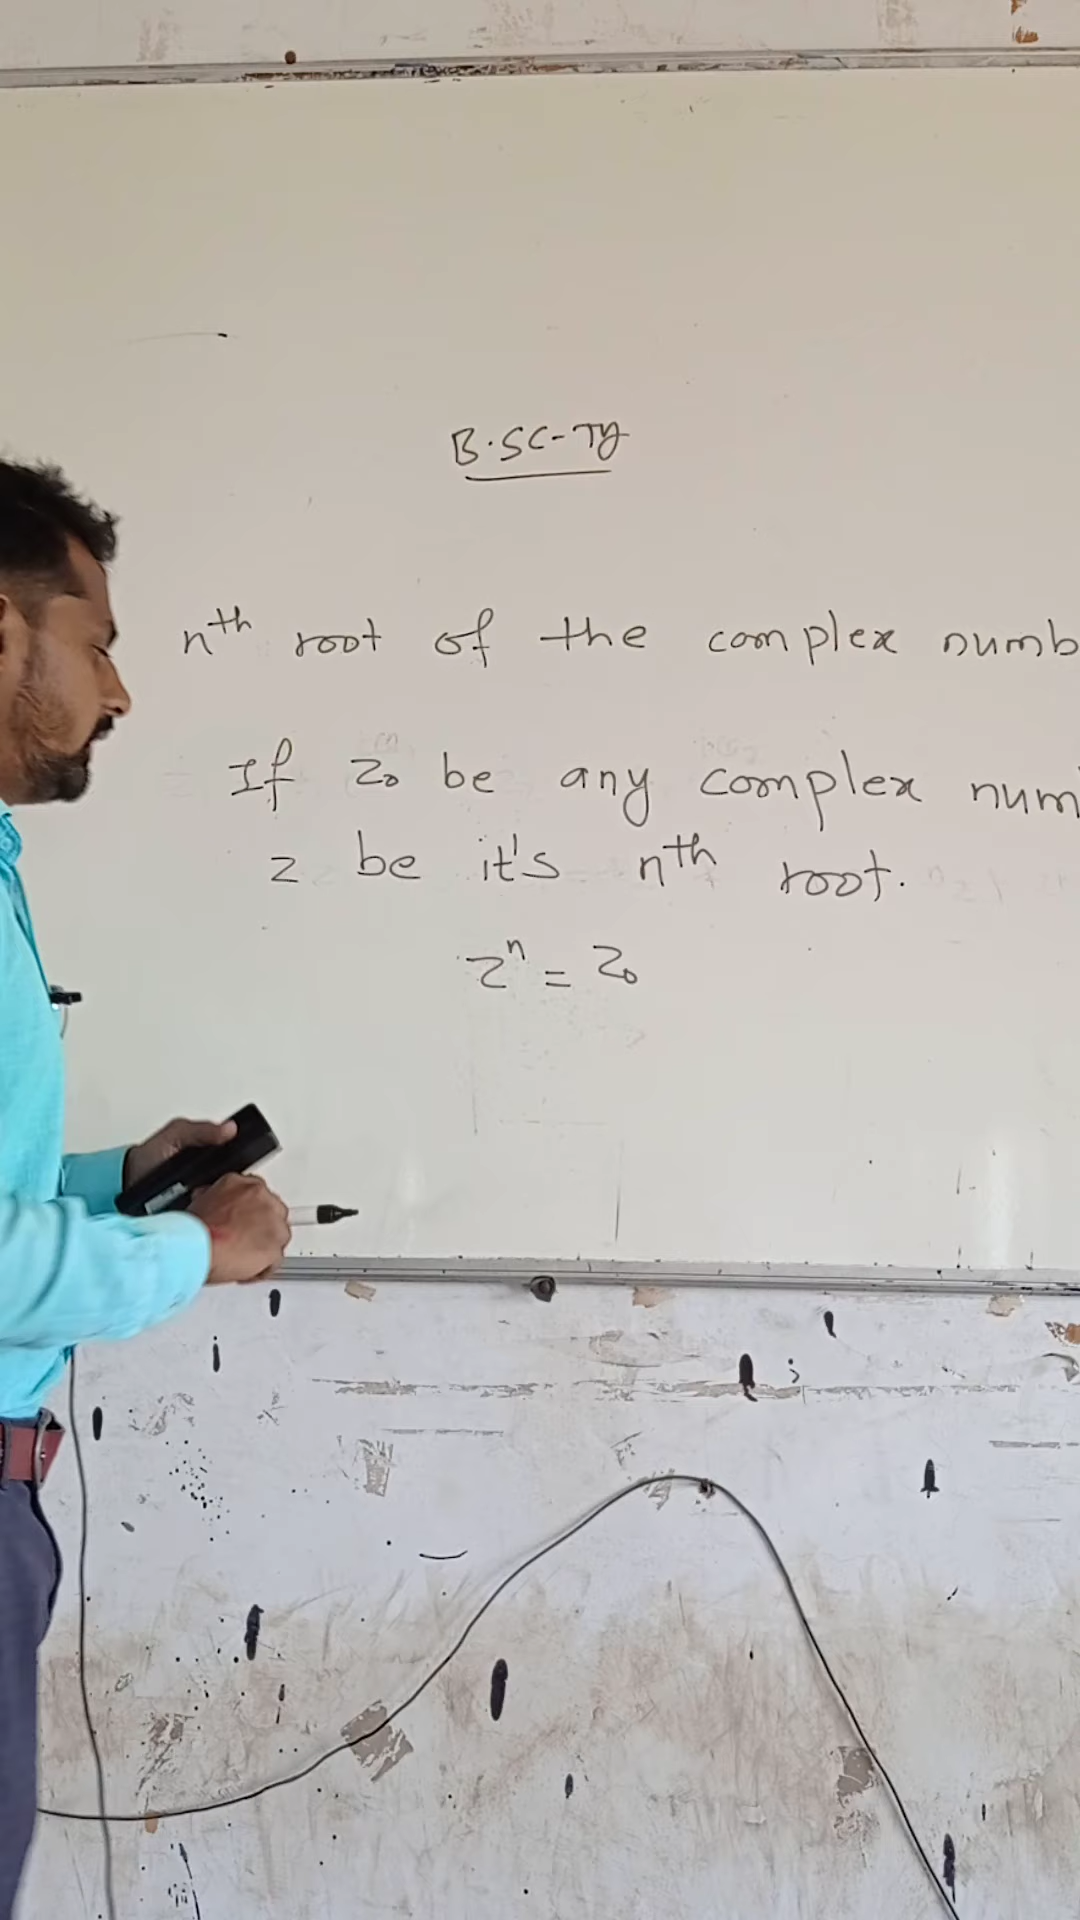 B.SC-Ty
nth root of the complex numb
If z₀ be any complex num
z be it's nth root.
zⁿ = z₀